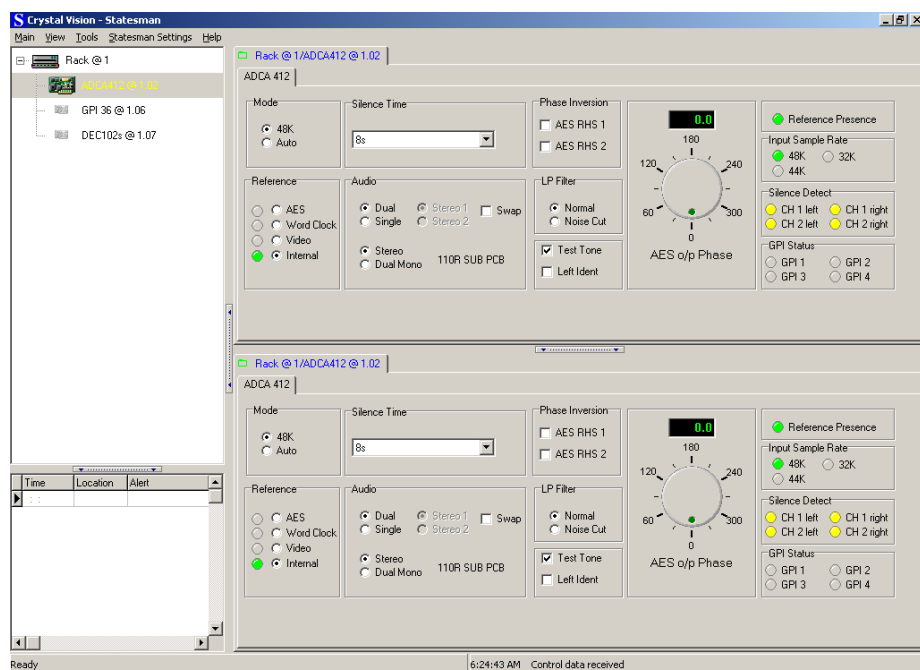 Crystal Vision - Statesman
Main View Tools Statesman Settings Help
Rack @ 1
ADCA412 @ 1.02
GPI 36 @ 1.06
DEC102s @ 1.07
Time Location Alert
: :
Rack @ 1/ADCA412 @ 1.02
ADCA 412
Mode
48K
Auto
Silence Time
8s
Phase Inversion
AES RHS 1
AES RHS 2
Reference
AES
Word Clock
Video
Internal
Audio
Dual Stereo 1 Swap
Single Stereo 2
Stereo
Dual Mono 110R SUB PCB
LP Filter
Normal
Noise Cut
Test Tone
Left Ident
0.0
180
120 240
60 300
0
AES o/p Phase
Reference Presence
Input Sample Rate
48K 32K
44K
Silence Detect
CH 1 left CH 1 right
CH 2 left CH 2 right
GPI Status
GPI 1 GPI 2
GPI 3 GPI 4
Rack @ 1/ADCA412 @ 1.02
ADCA 412
Mode
48K
Auto
Silence Time
8s
Phase Inversion
AES RHS 1
AES RHS 2
Reference
AES
Word Clock
Video
Internal
Audio
Dual Stereo 1 Swap
Single Stereo 2
Stereo
Dual Mono 110R SUB PCB
LP Filter
Normal
Noise Cut
Test Tone
Left Ident
0.0
180
120 240
60 300
0
AES o/p Phase
Reference Presence
Input Sample Rate
48K 32K
44K
Silence Detect
CH 1 left CH 1 right
CH 2 left CH 2 right
GPI Status
GPI 1 GPI 2
GPI 3 GPI 4
Ready 6:24:43 AM Control data received